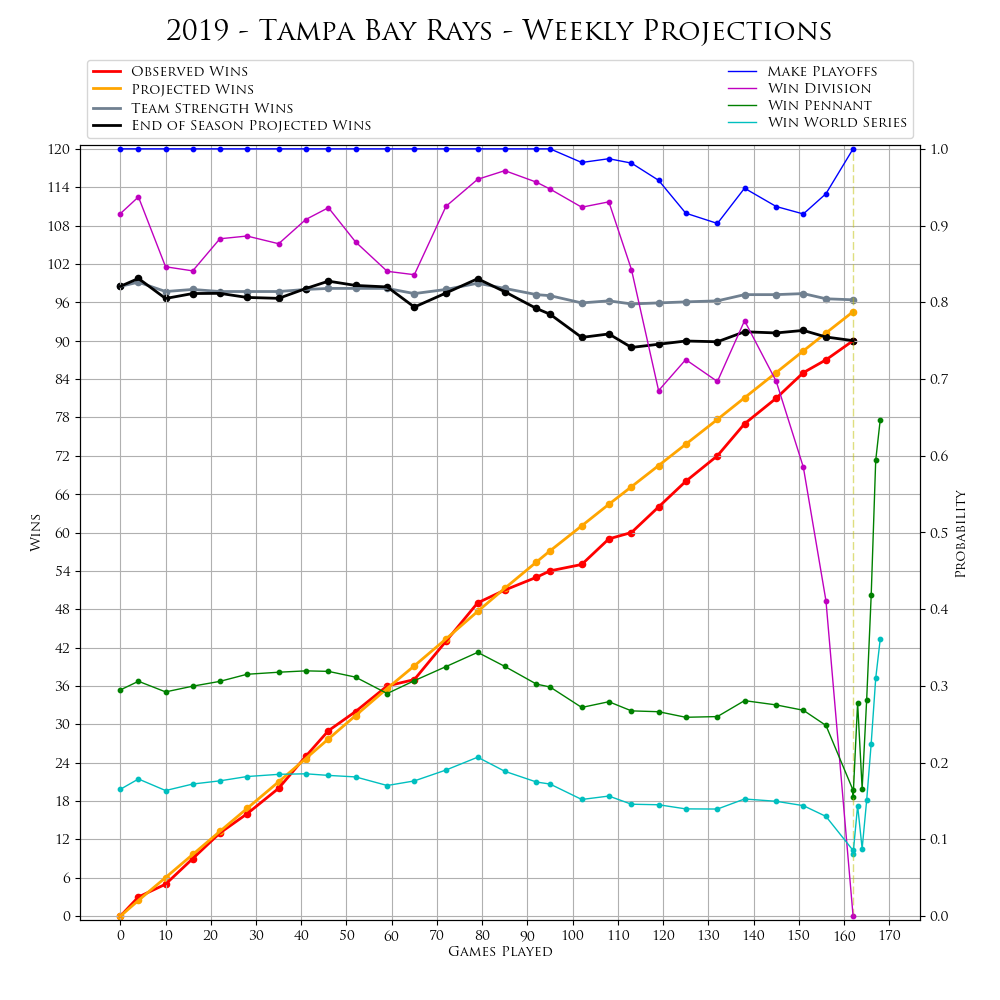 2019 - Tampa Bay Rays - Weekly Projections
Observed Wins
Projected Wins
Team Strength Wins
End of Season Projected Wins
Make Playoffs
Win Division
Win Pennant
Win World Series
120
114
108
102
96
90
84
78
72
66
60
54
48
42
36
30
24
18
12
6
0
Wins
1.0
0.9
0.8
0.7
0.6
0.5
0.4
0.3
0.2
0.1
0.0
Probability
0 10 20 30 40 50 60 70 80 90 100 110 120 130 140 150 160 170
Games Played